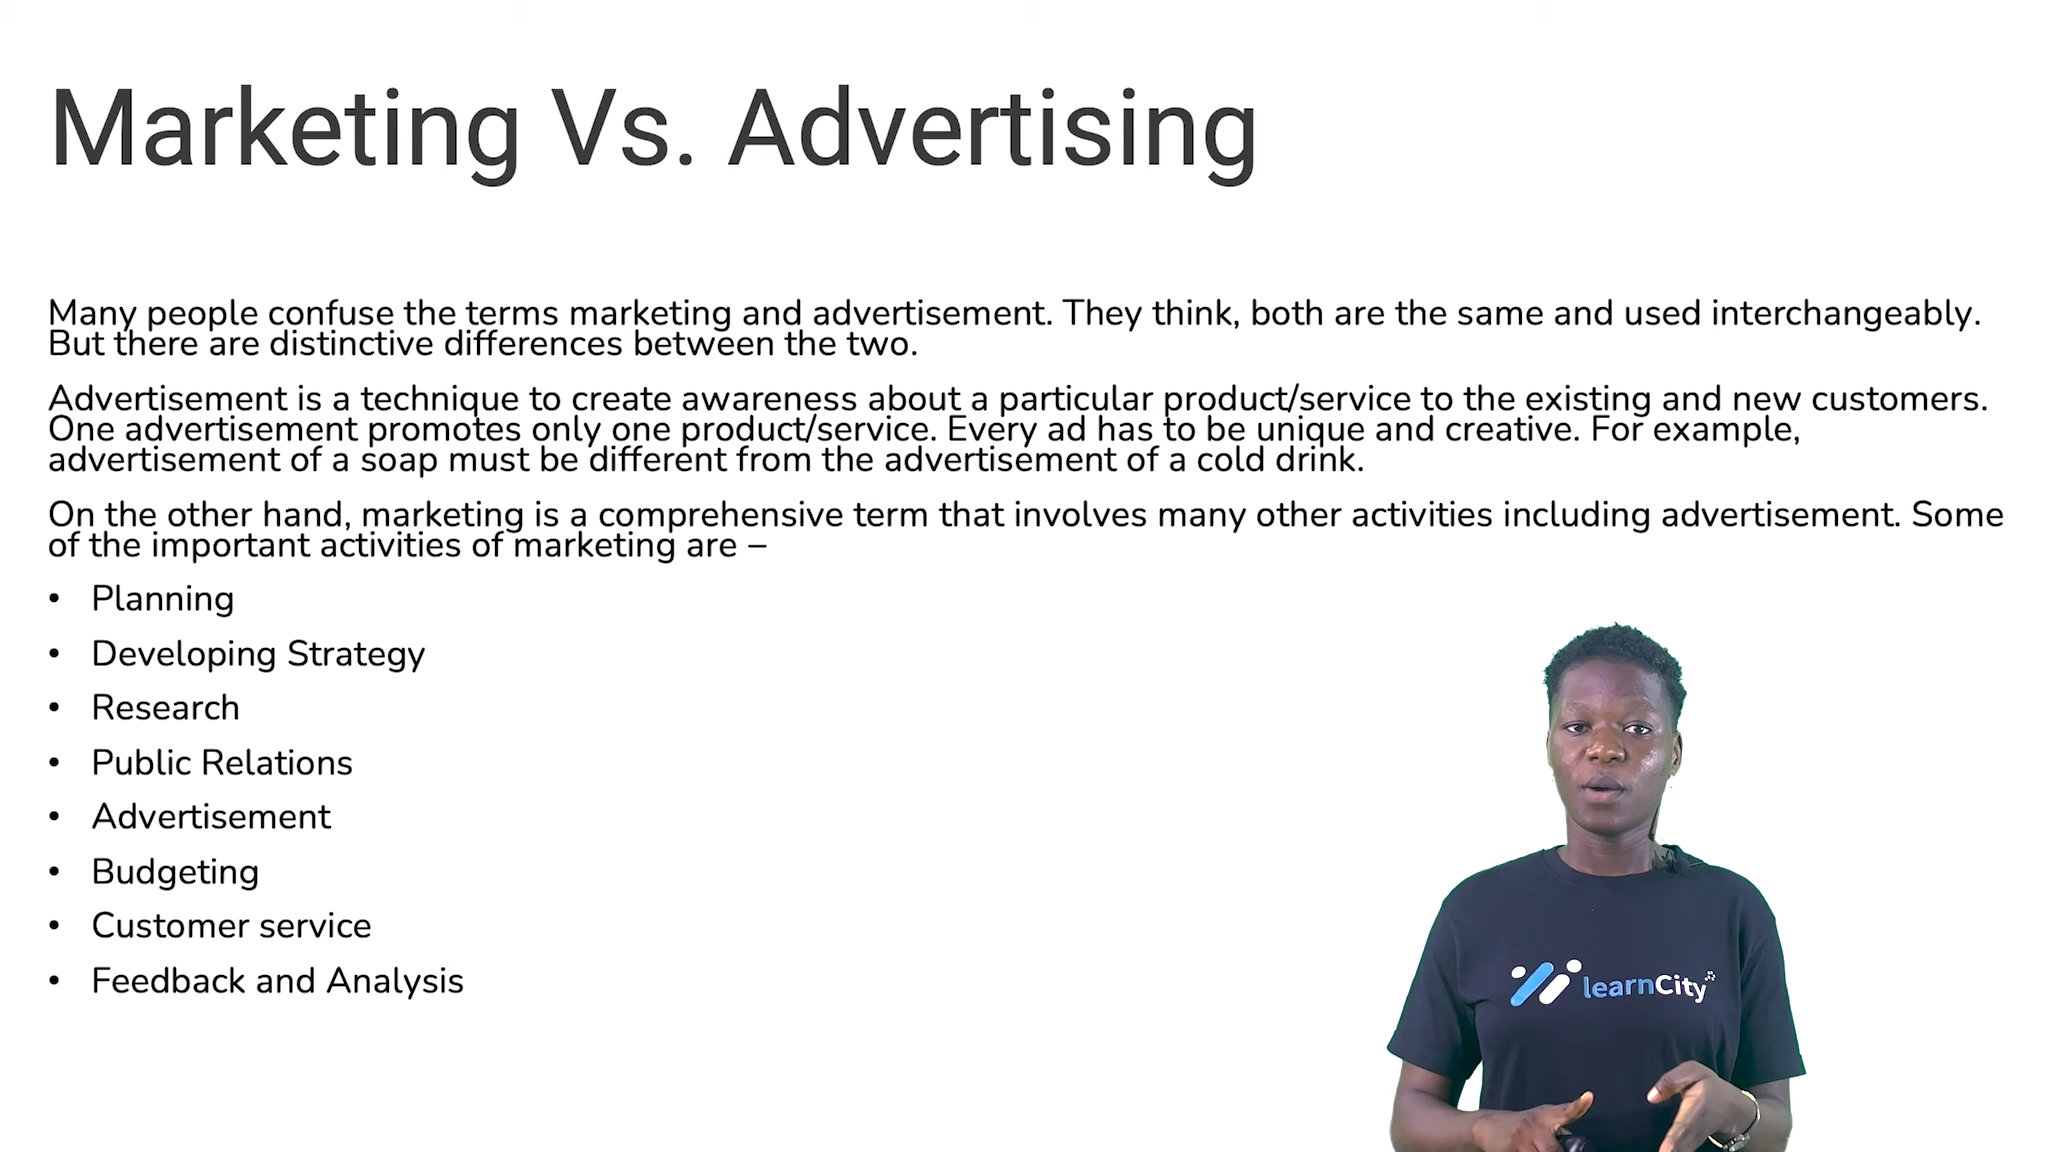 Marketing Vs. Advertising
Many people confuse the terms marketing and advertisement. They think, both are the same and used interchangeably.
But there are distinctive differences between the two.
Advertisement is a technique to create awareness about a particular product/service to the existing and new customers.
One advertisement promotes only one product/service. Every ad has to be unique and creative. For example,
advertisement of a soap must be different from the advertisement of a cold drink.
On the other hand, marketing is a comprehensive term that involves many other activities including advertisement. Some
of the important activities of marketing are –
• Planning
• Developing Strategy
• Research
• Public Relations
• Advertisement
• Budgeting
• Customer service
• Feedback and Analysis
learnCity